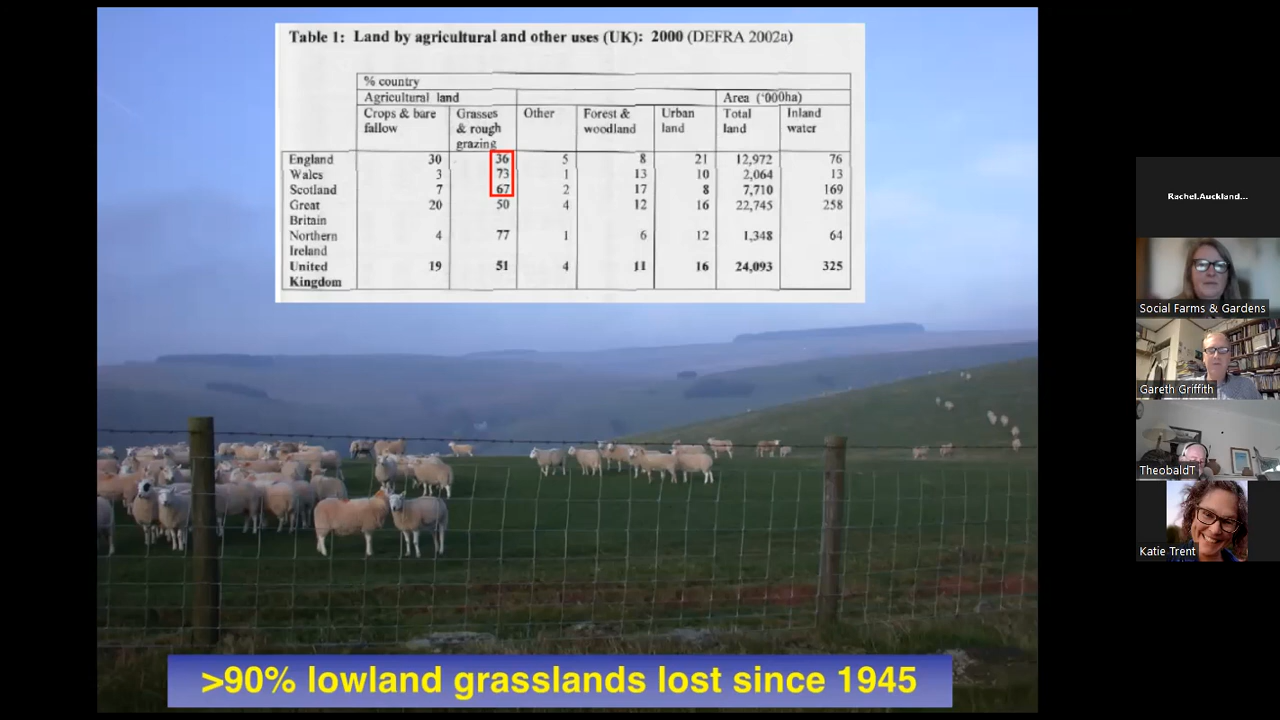 Table 1: Land by agricultural and other uses (UK): 2000 (DEFRA 2002a)
% country
Agricultural land Area ('000ha)
Crops & bare fallow Grasses & rough grazing Other Forest & woodland Urban land Total land Inland water
England 30 36 5 8 21 12,972 76
Wales 3 73 1 13 10 2,064 13
Scotland 7 67 2 17 8 7,710 169
Great Britain 20 50 4 12 16 22,745 258
Northern Ireland 4 77 1 6 12 1,348 64
United Kingdom 19 51 4 11 16 24,093 325
>90% lowland grasslands lost since 1945
Rachel.Auckland...
Social Farms & Gardens
Gareth Griffith
TheobaldT
Katie Trent